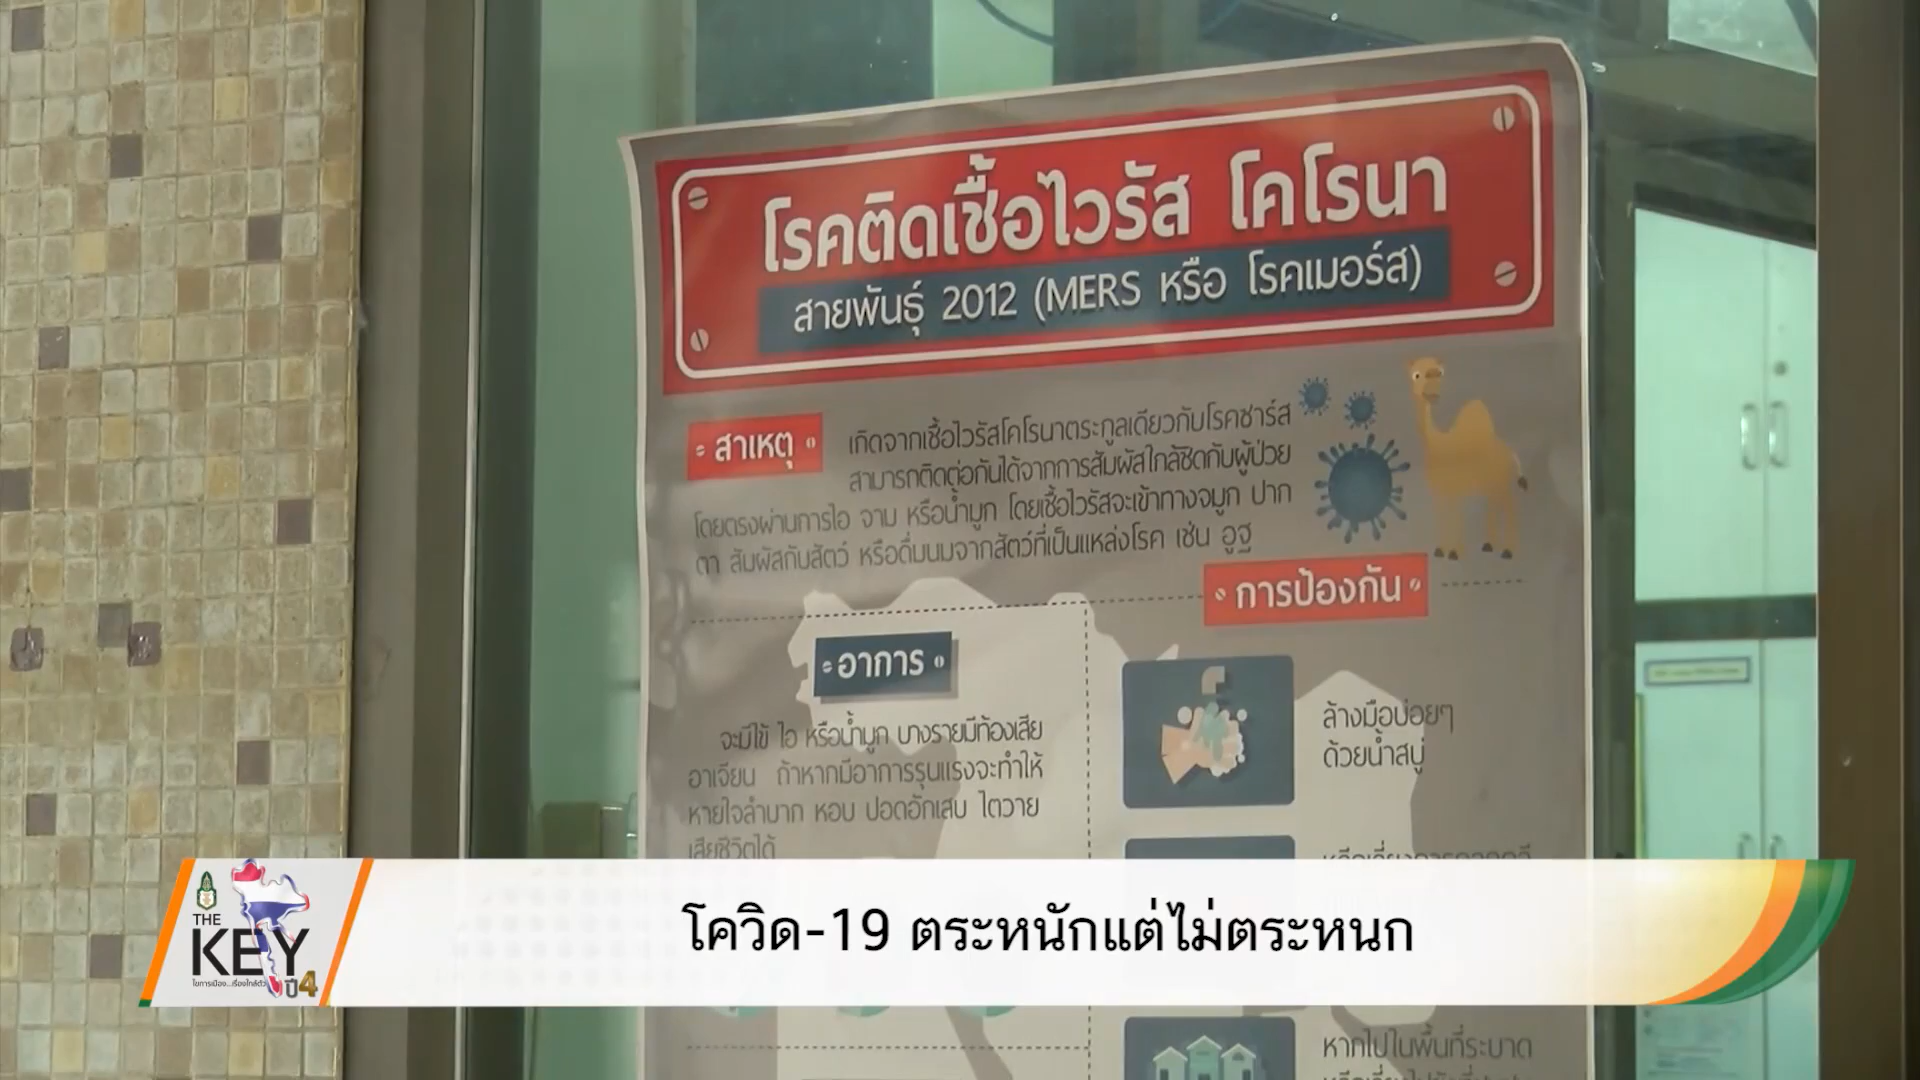 โรคติดเชื้อไวรัส โคโรนา
สายพันธุ์ 2012 (MERS หรือ โรคเมอร์ส)
สาเหตุ
เกิดจากเชื้อไวรัสโคโรนาตระกูลเดียวกับโรคซาร์ส
สามารถติดต่อกันได้จากการสัมผัสใกล้ชิดกับผู้ป่วย
โดยตรงผ่านการไอ จาม หรือน้ำมูก โดยเชื้อไวรัสจะเข้าทางจมูก ปาก
ตา สัมผัสกับสัตว์ หรือดื่มนมจากสัตว์ที่เป็นแหล่งโรค เช่น อูฐ
อาการ
จะมีไข้ ไอ หรือน้ำมูก บางรายมีท้องเสีย
อาเจียน ถ้าหากมีอาการรุนแรงจะทำให้
หายใจลำบาก หอบ ปอดอักเสบ ไตวาย
เสียชีวิตได้
การป้องกัน
ล้างมือบ่อยๆ
ด้วยน้ำสบู่
หากไปในพื้นที่ระบาด
THE
KEY
ไขการเมือง...เรื่องใกล้ตัว
ปี4
โควิด-19 ตระหนักแต่ไม่ตระหนก